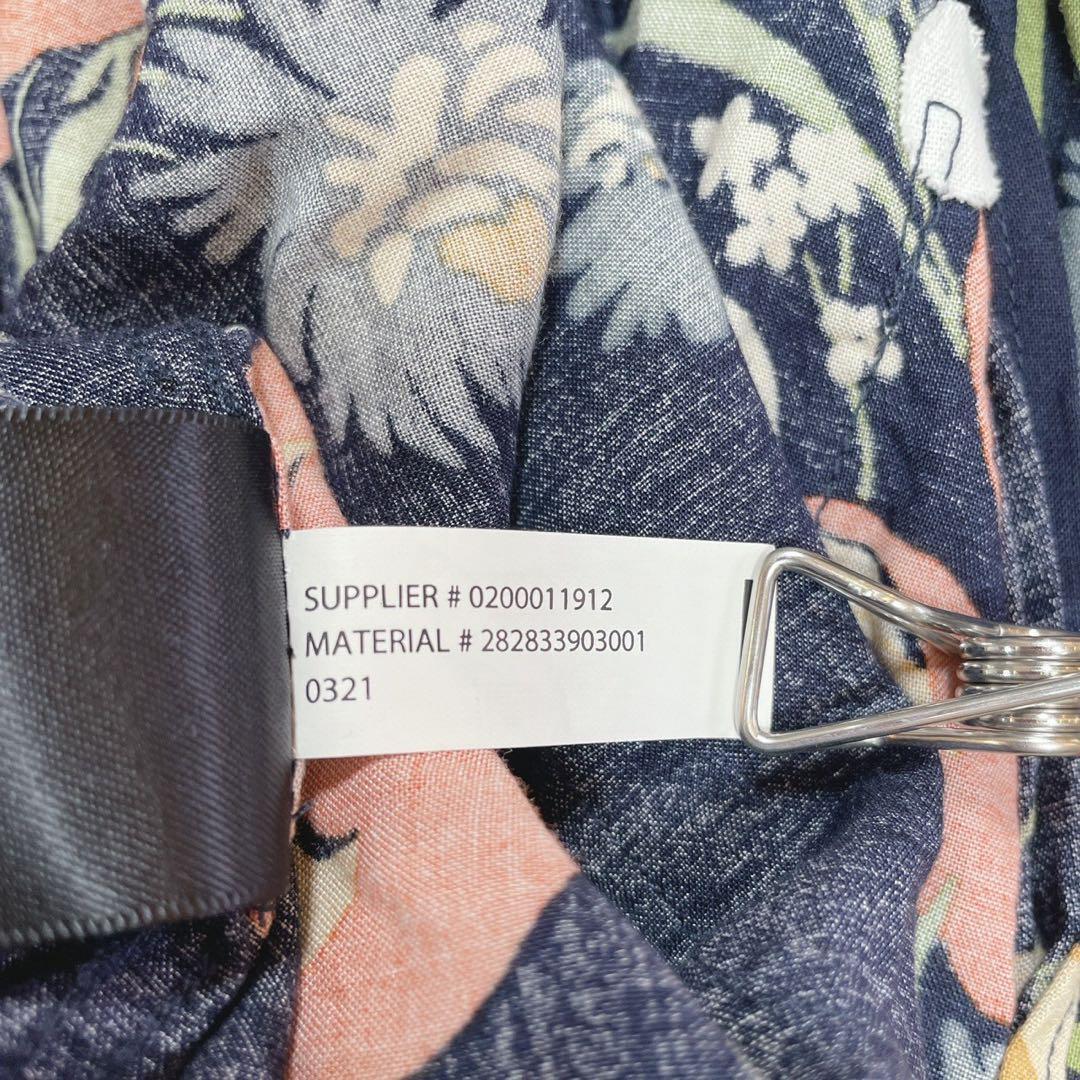 SUPPLIER # 0200011912
MATERIAL # 282833903001
0321